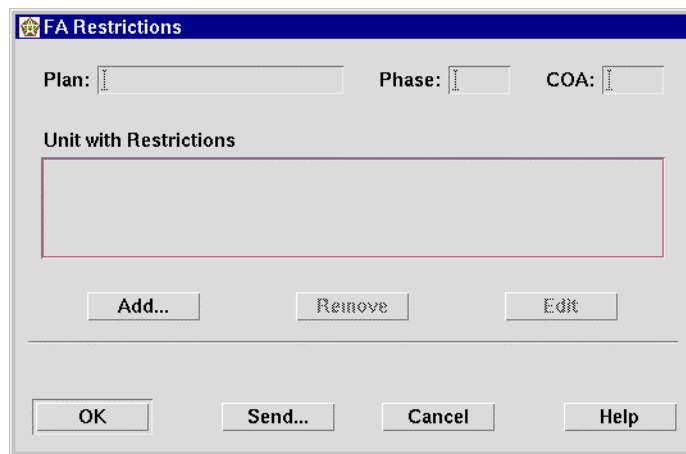 FA Restrictions
Plan: Phase: COA:
Unit with Restrictions
Add... Remove Edit
OK Send... Cancel Help